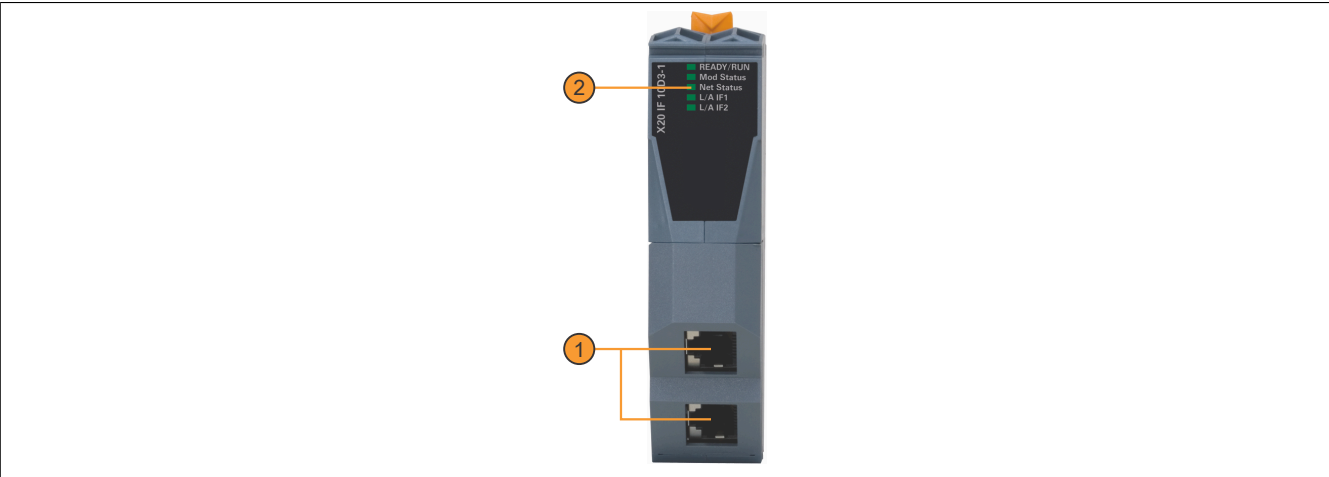 X20 IF 10D3-1
READY/RUN
Mod Status
Net Status
L/A IF1
L/A IF2
2
1